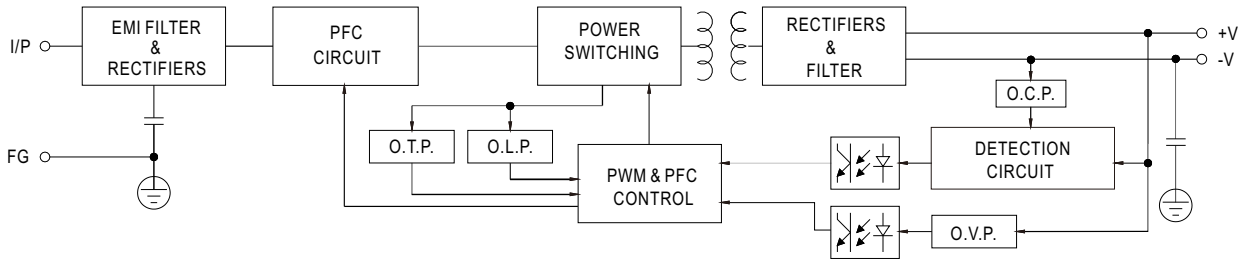 I/P
EMI FILTER
&
RECTIFIERS
PFC
CIRCUIT
POWER
SWITCHING
RECTIFIERS
&
FILTER
+V
-V
O.C.P.
FG
O.T.P.
O.L.P.
PWM & PFC
CONTROL
DETECTION
CIRCUIT
O.V.P.